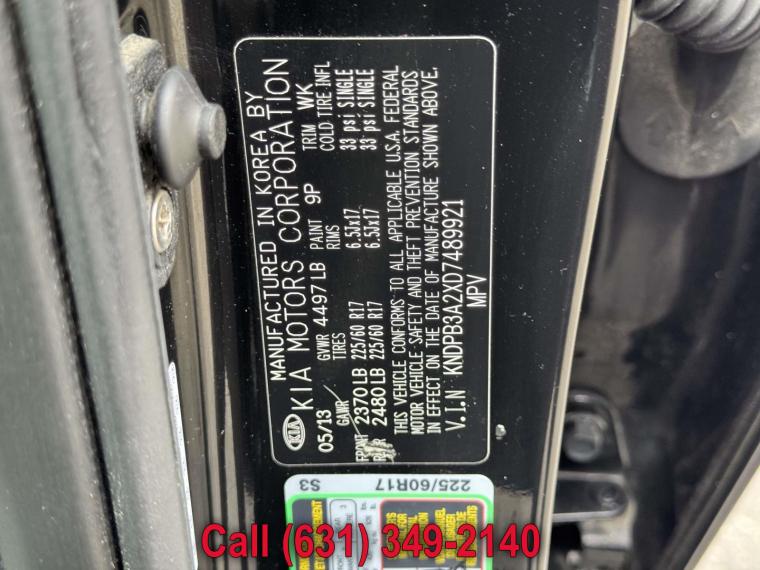 MANUFACTURED IN KOREA BY
KIA KIA MOTORS CORPORATION
05/13 GVWR 4497 LB PAINT 9P TRIM WK
GAWR TIRES RIMS COLD TIRE INFL
FRONT 2370 LB 225/60 R17 6.5Jx17 33 psi SINGLE
REAR 2480 LB 225/60 R17 6.5Jx17 33 psi SINGLE
THIS VEHICLE CONFORMS TO ALL APPLICABLE U.S.A. FEDERAL
MOTOR VEHICLE SAFETY AND THEFT PREVENTION STANDARDS
IN EFFECT ON THE DATE OF MANUFACTURE SHOWN ABOVE.
V.I.N KNDPB3A2XD7489921
MPV
225/60R17
S3
Call (631) 349-2140